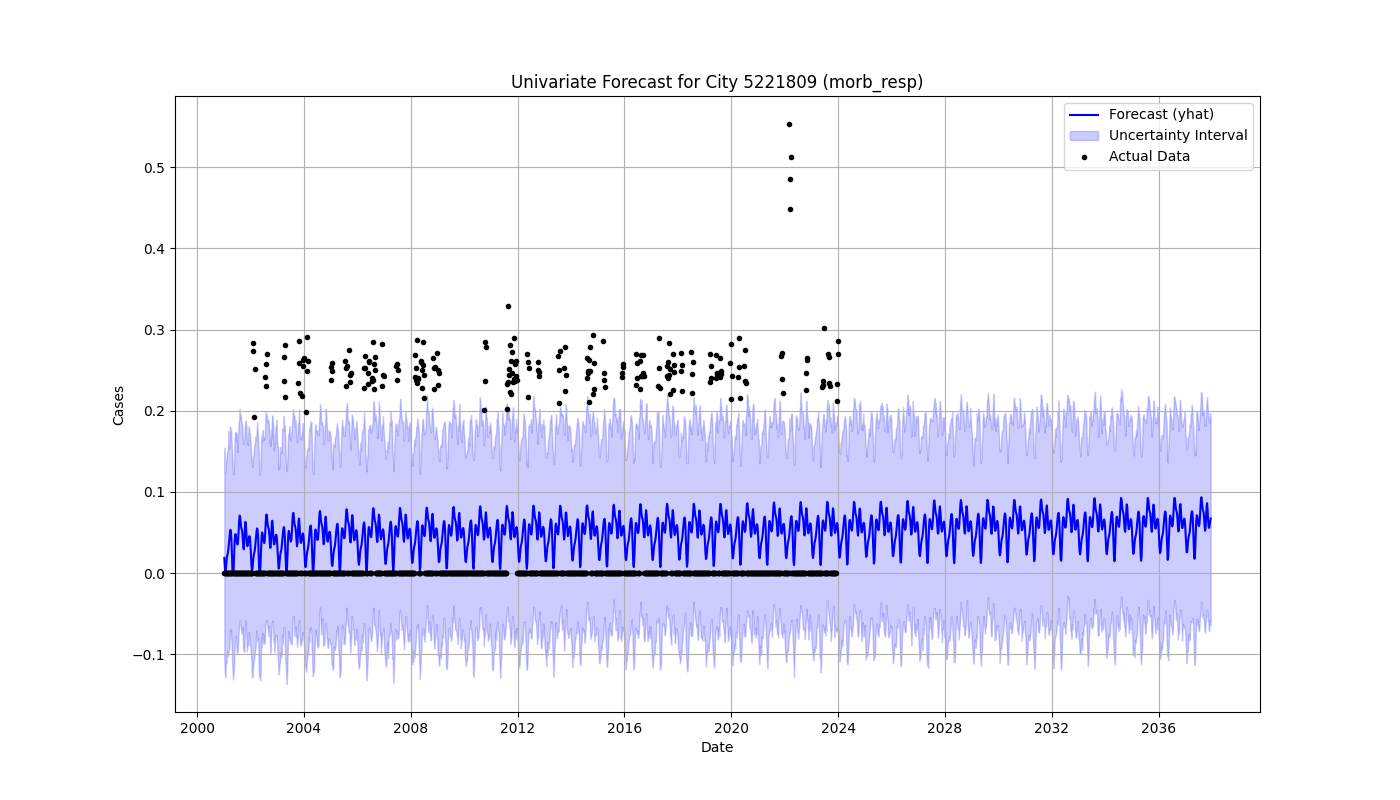 Univariate Forecast for City 5221809 (morb_resp)
Forecast (yhat)
Uncertainty Interval
Actual Data
Cases
0.5
0.4
0.3
0.2
0.1
0.0
−0.1
2000 2004 2008 2012 2016 2020 2024 2028 2032 2036
Date